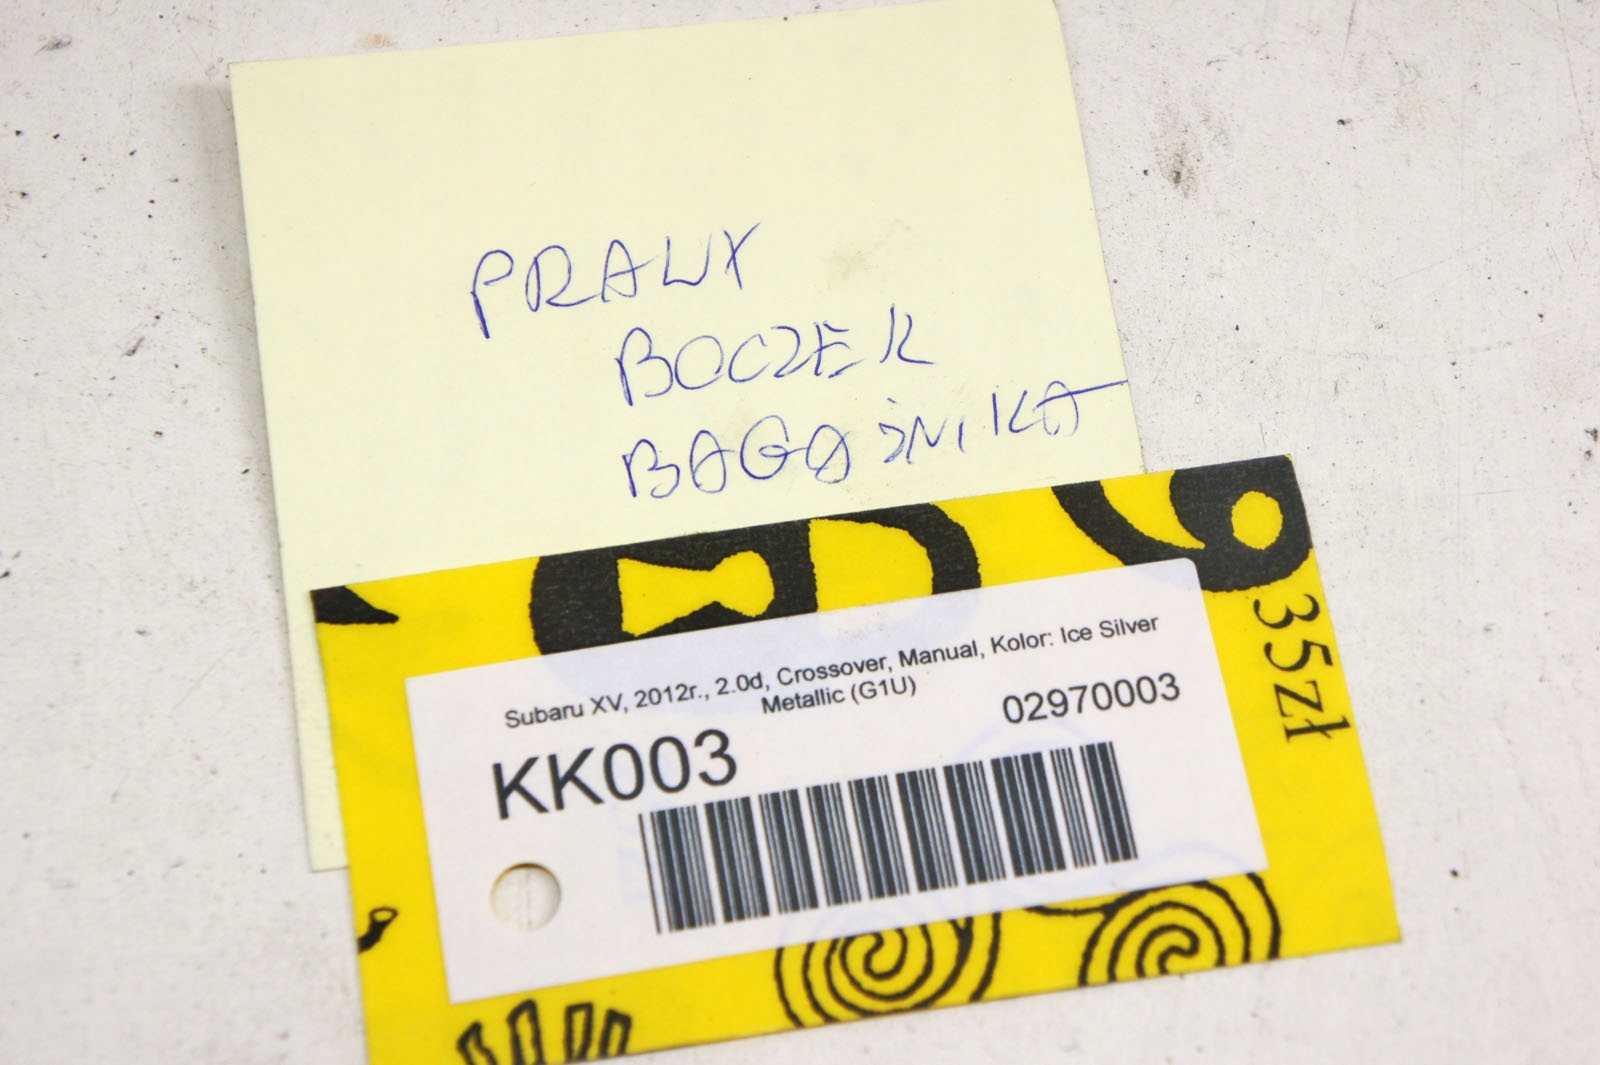 PRAWY
BOCZEK
BAGAŻNIKA
35zł
Subaru XV, 2012r., 2.0d, Crossover, Manual, Kolor: Ice Silver
Metallic (G1U)
02970003
KK003